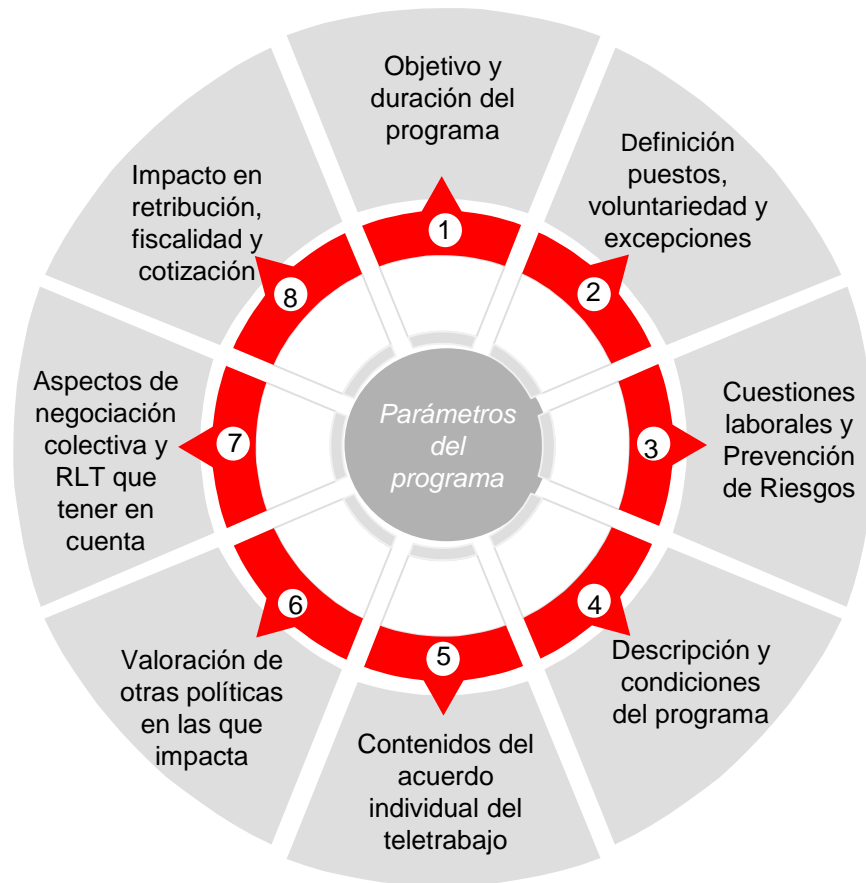 Objetivo y
duración del
programa
1
Definición
puestos,
voluntariedad y
excepciones
2
Cuestiones
laborales y
Prevención
de Riesgos
3
Descripción y
condiciones
del programa
4
Contenidos del
acuerdo
individual del
teletrabajo
5
Valoración de
otras políticas
en las que
impacta
6
Aspectos de
negociación
colectiva y
RLT que
tener en
cuenta
7
Impacto en
retribución,
fiscalidad y
cotización
8
Parámetros
del
programa